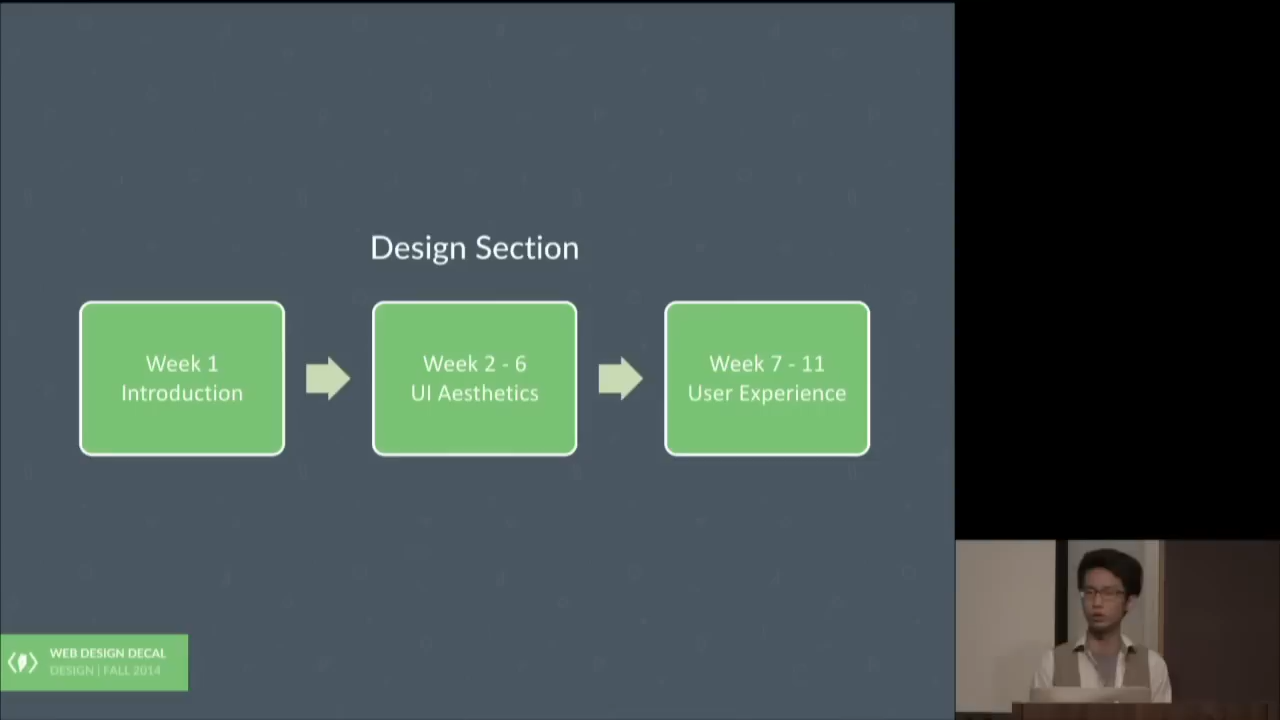 Design Section
Week 1
Introduction
Week 2 - 6
UI Aesthetics
Week 7 - 11
User Experience
WEB DESIGN DECAL
DESIGN | FALL 2014